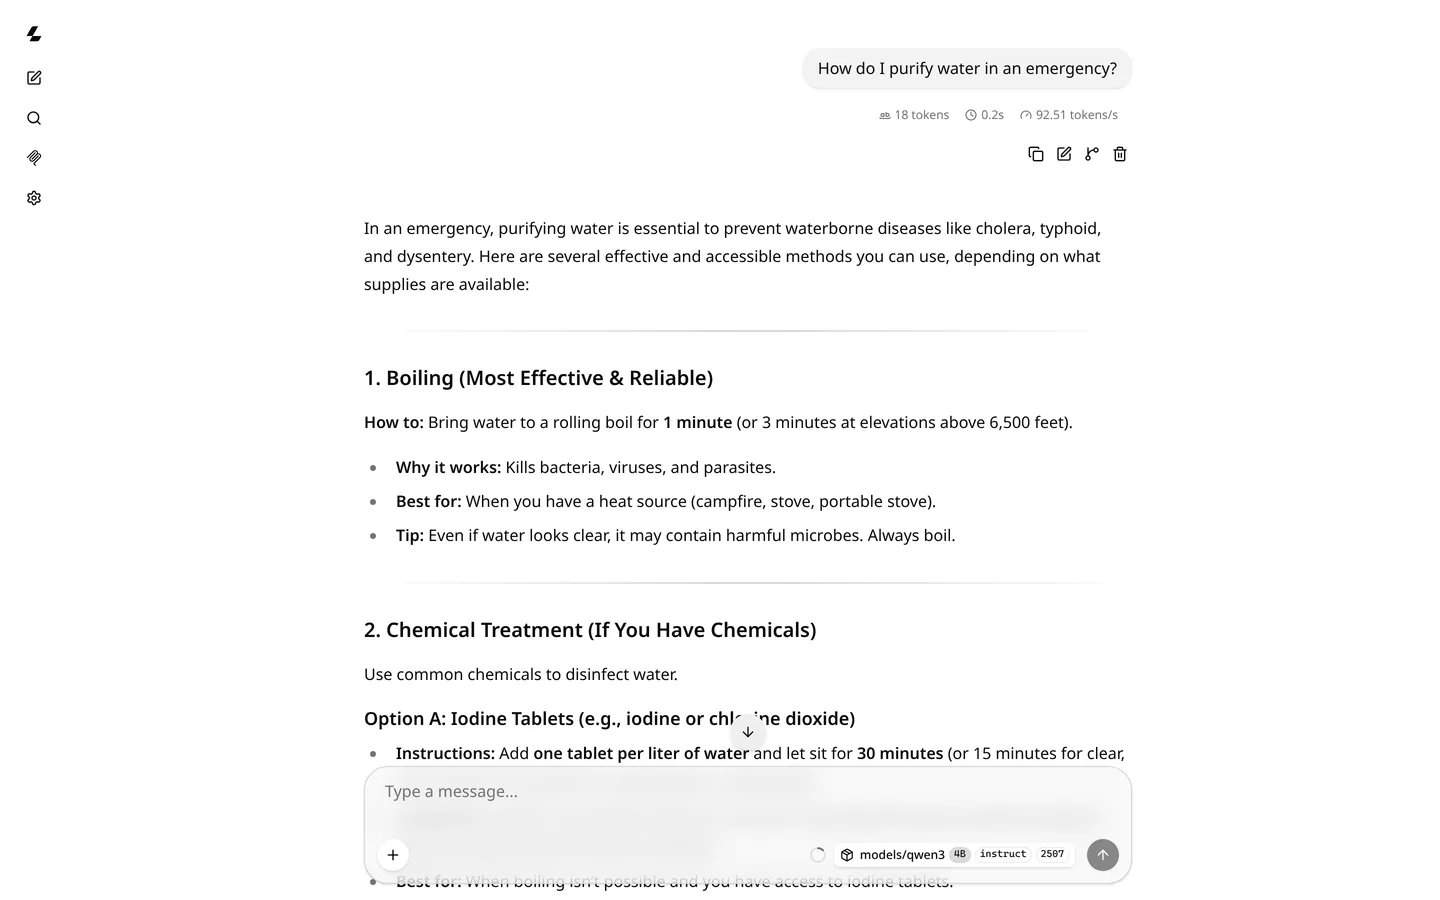 How do I purify water in an emergency?
18 tokens 0.2s 92.51 tokens/s
In an emergency, purifying water is essential to prevent waterborne diseases like cholera, typhoid,
and dysentery. Here are several effective and accessible methods you can use, depending on what
supplies are available:
1. Boiling (Most Effective & Reliable)
How to: Bring water to a rolling boil for 1 minute (or 3 minutes at elevations above 6,500 feet).
Why it works: Kills bacteria, viruses, and parasites.
Best for: When you have a heat source (campfire, stove, portable stove).
Tip: Even if water looks clear, it may contain harmful microbes. Always boil.
2. Chemical Treatment (If You Have Chemicals)
Use common chemicals to disinfect water.
Option A: Iodine Tablets (e.g., iodine or chlorine dioxide)
Instructions: Add one tablet per liter of water and let sit for 30 minutes (or 15 minutes for clear,
Type a message...
models/qwen3 4B instruct 2507
Best for: When boiling isn't possible and you have access to iodine tablets.